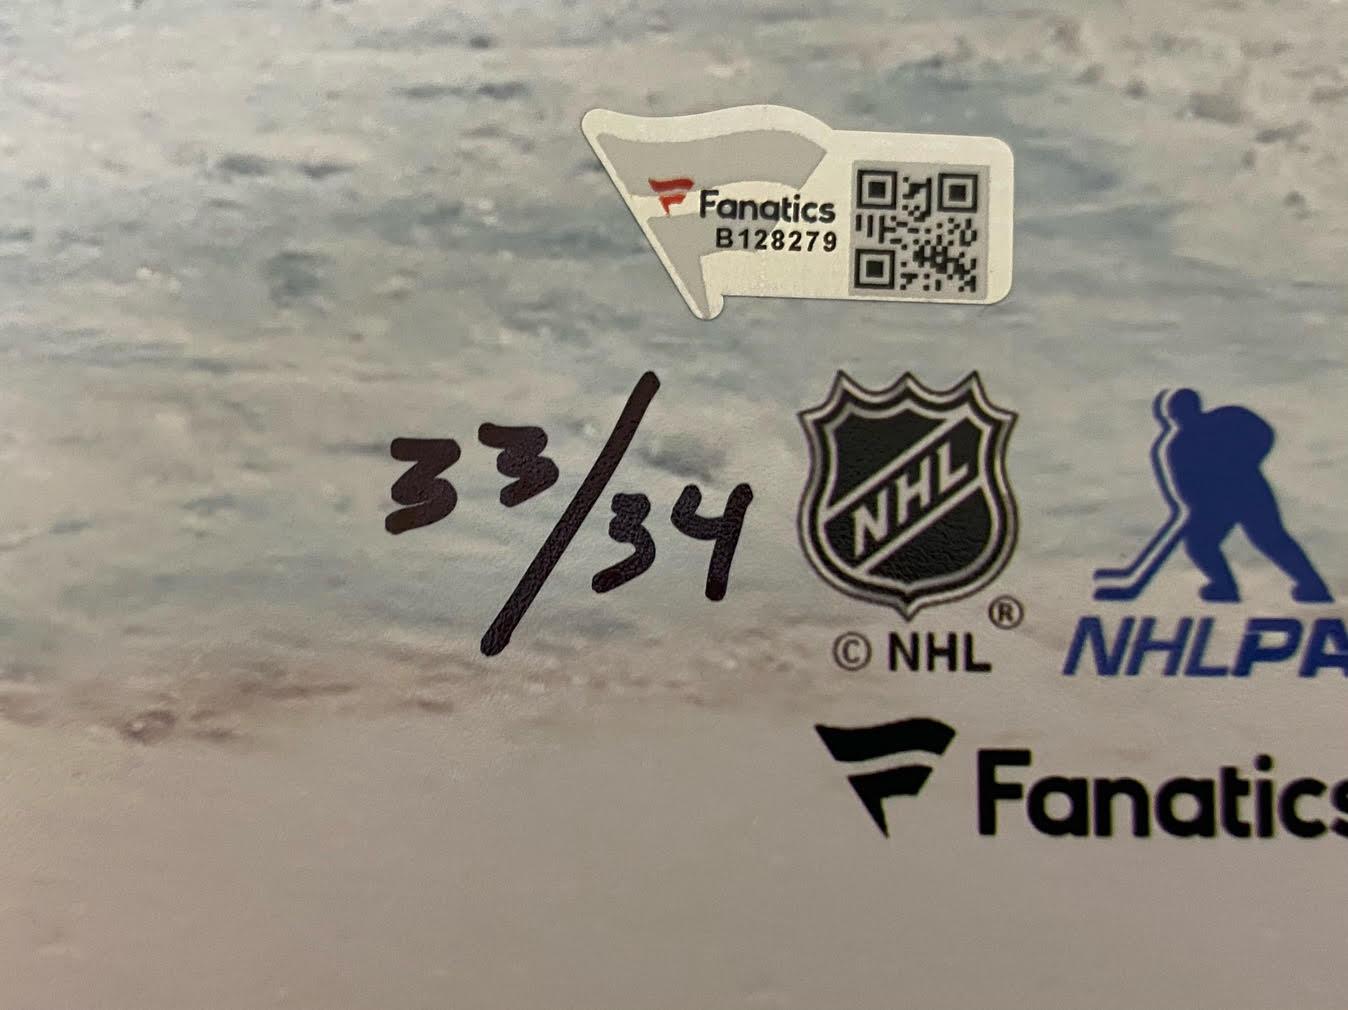 Fanatics
B128279
33/34
NHL
® 
© NHL
NHLPA
Fanatics